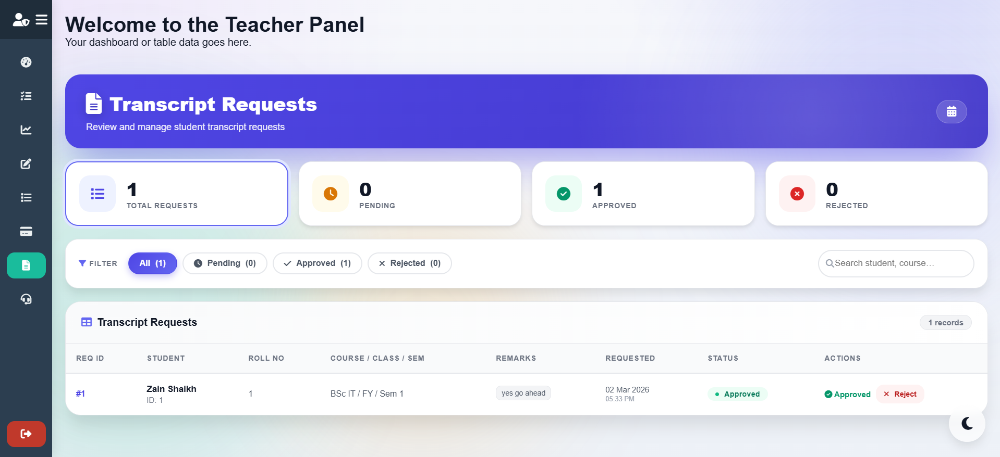 Welcome to the Teacher Panel
Your dashboard or table data goes here.
Transcript Requests
Review and manage student transcript requests
1
TOTAL REQUESTS
0
PENDING
1
APPROVED
0
REJECTED
FILTER
All (1)
Pending (0)
Approved (1)
Rejected (0)
Search student, course…
Transcript Requests
1 records
REQ ID STUDENT ROLL NO COURSE / CLASS / SEM REMARKS REQUESTED STATUS ACTIONS
#1 Zain Shaikh 1 BSc IT / FY / Sem 1 yes go ahead 02 Mar 2026 Approved Approved Reject
ID: 1 05:33 PM